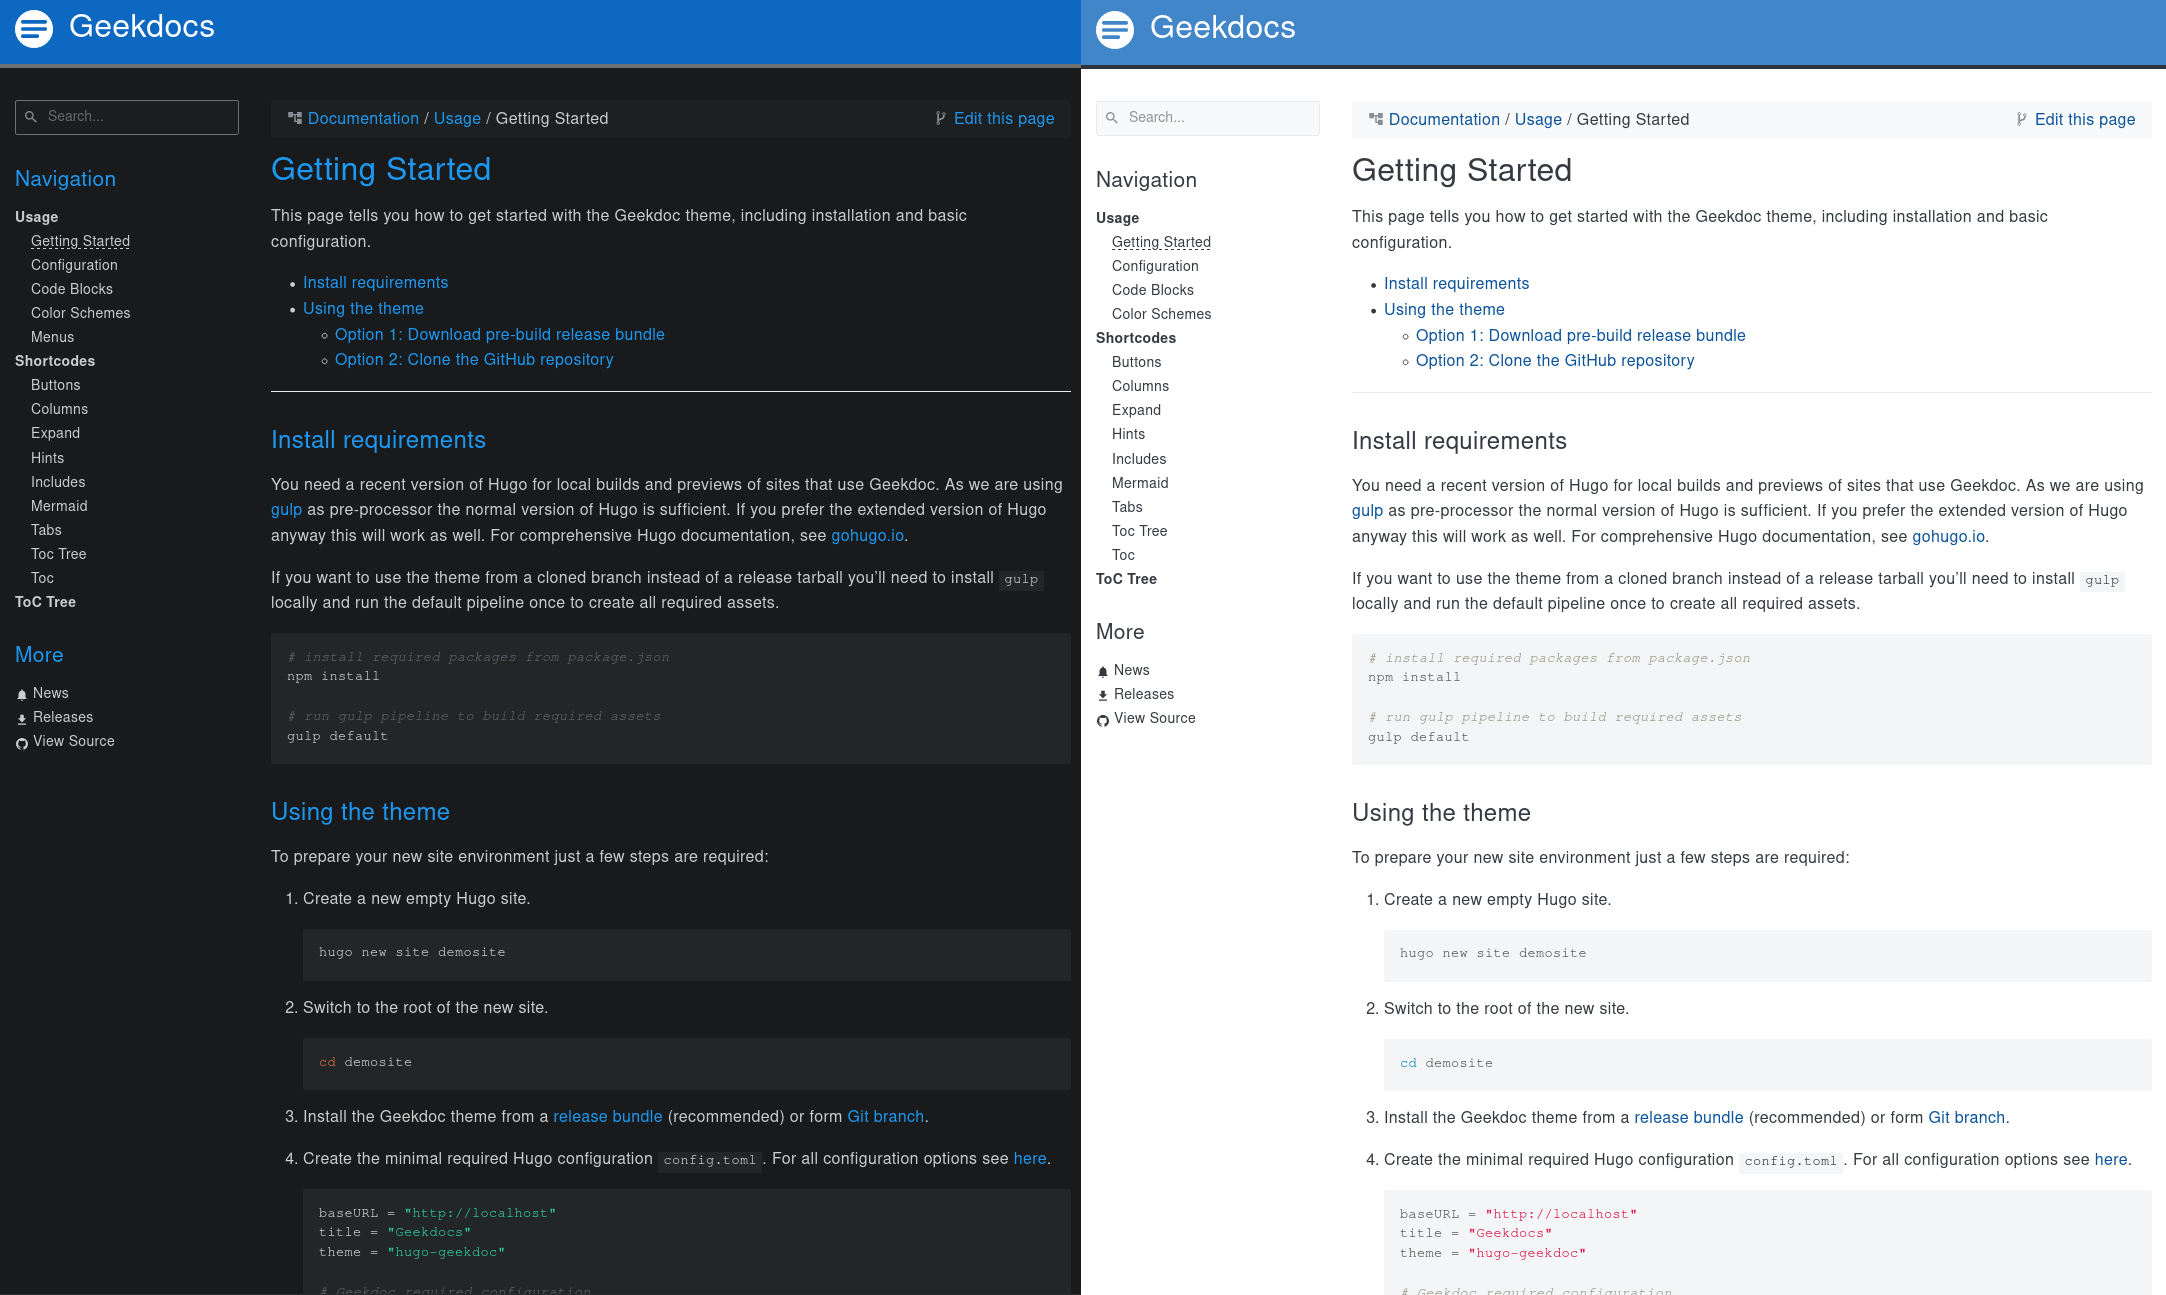 Geekdocs
Search...
Navigation
Usage
Getting Started
Configuration
Code Blocks
Color Schemes
Menus
Shortcodes
Buttons
Columns
Expand
Hints
Includes
Mermaid
Tabs
Toc Tree
Toc
ToC Tree
More
News
Releases
View Source
Documentation / Usage / Getting Started
Edit this page
Getting Started
This page tells you how to get started with the Geekdoc theme, including installation and basic
configuration.
• Install requirements
• Using the theme
◦ Option 1: Download pre-build release bundle
◦ Option 2: Clone the GitHub repository
Install requirements
You need a recent version of Hugo for local builds and previews of sites that use Geekdoc. As we are using
gulp as pre-processor the normal version of Hugo is sufficient. If you prefer the extended version of Hugo
anyway this will work as well. For comprehensive Hugo documentation, see gohugo.io.
If you want to use the theme from a cloned branch instead of a release tarball you'll need to install gulp
locally and run the default pipeline once to create all required assets.
# install required packages from package.json
npm install
# run gulp pipeline to build required assets
gulp default
Using the theme
To prepare your new site environment just a few steps are required:
1. Create a new empty Hugo site.
hugo new site demosite
2. Switch to the root of the new site.
cd demosite
3. Install the Geekdoc theme from a release bundle (recommended) or form Git branch.
4. Create the minimal required Hugo configuration config.toml. For all configuration options see here.
baseURL = "http://localhost"
title = "Geekdocs"
theme = "hugo-geekdoc"
# Geekdoc required configuration
Geekdocs
Search...
Navigation
Usage
Getting Started
Configuration
Code Blocks
Color Schemes
Shortcodes
Buttons
Columns
Expand
Hints
Includes
Mermaid
Tabs
Toc Tree
Toc
ToC Tree
More
News
Releases
View Source
Documentation / Usage / Getting Started
Edit this page
Getting Started
This page tells you how to get started with the Geekdoc theme, including installation and basic
configuration.
• Install requirements
• Using the theme
◦ Option 1: Download pre-build release bundle
◦ Option 2: Clone the GitHub repository
Install requirements
You need a recent version of Hugo for local builds and previews of sites that use Geekdoc. As we are using
gulp as pre-processor the normal version of Hugo is sufficient. If you prefer the extended version of Hugo
anyway this will work as well. For comprehensive Hugo documentation, see gohugo.io.
If you want to use the theme from a cloned branch instead of a release tarball you'll need to install gulp
locally and run the default pipeline once to create all required assets.
# install required packages from package.json
npm install
# run gulp pipeline to build required assets
gulp default
Using the theme
To prepare your new site environment just a few steps are required:
1. Create a new empty Hugo site.
hugo new site demosite
2. Switch to the root of the new site.
cd demosite
3. Install the Geekdoc theme from a release bundle (recommended) or form Git branch.
4. Create the minimal required Hugo configuration config.toml. For all configuration options see here.
baseURL = "http://localhost"
title = "Geekdocs"
theme = "hugo-geekdoc"
# Geekdoc required configuration